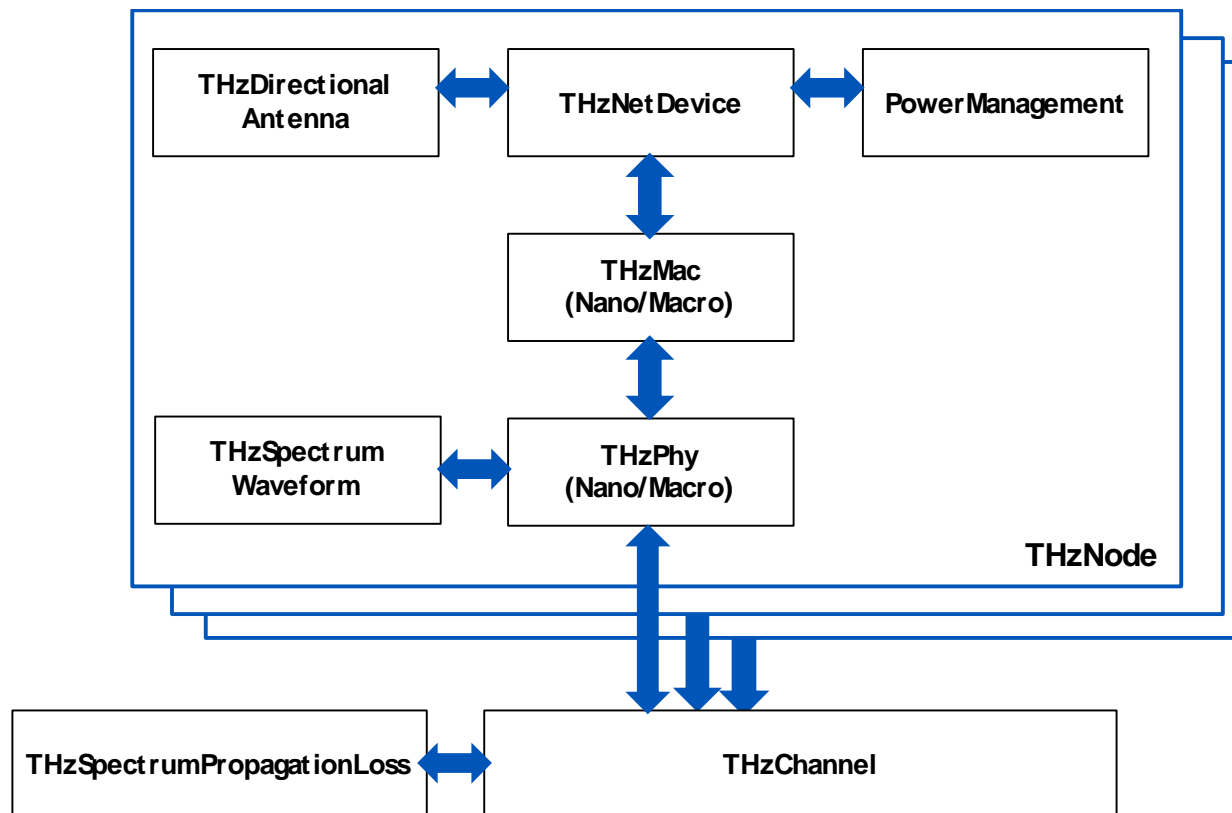 THzDirectional
Antenna
THzNetDevice
PowerManagement
THzMac
(Nano/Macro)
THzSpectrum
Waveform
THzPhy
(Nano/Macro)
THzNode
THzSpectrumPropagationLoss
THzChannel